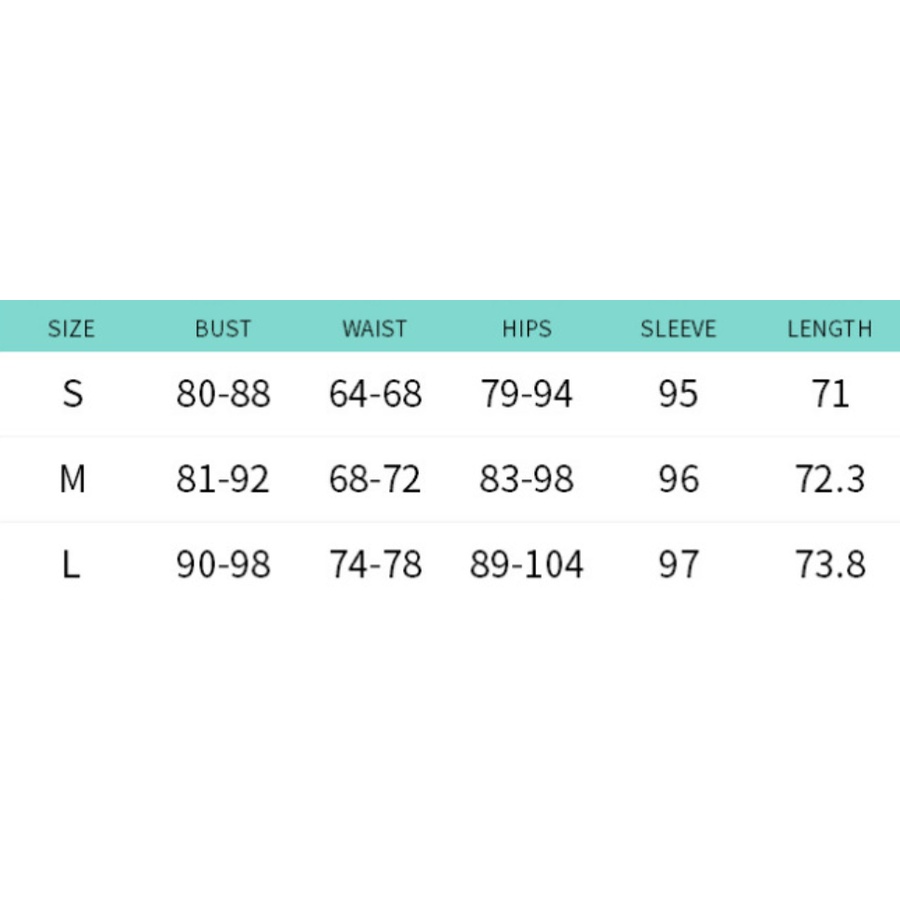 SIZE BUST WAIST HIPS SLEEVE LENGTH
S 80-88 64-68 79-94 95 71
M 81-92 68-72 83-98 96 72.3
L 90-98 74-78 89-104 97 73.8